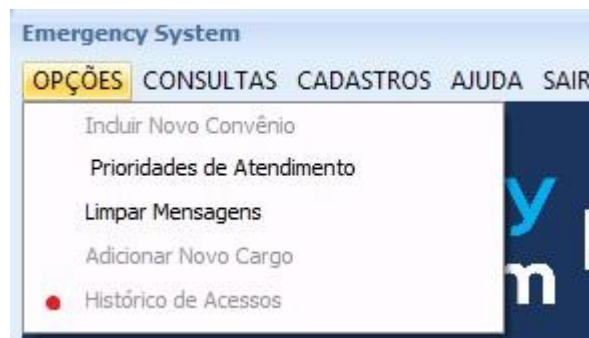 Emergency System
OPÇÕES CONSULTAS CADASTROS AJUDA SAIR
Incluir Novo Convênio
Prioridades de Atendimento
Limpar Mensagens
Adicionar Novo Cargo
Histórico de Acessos
y
m